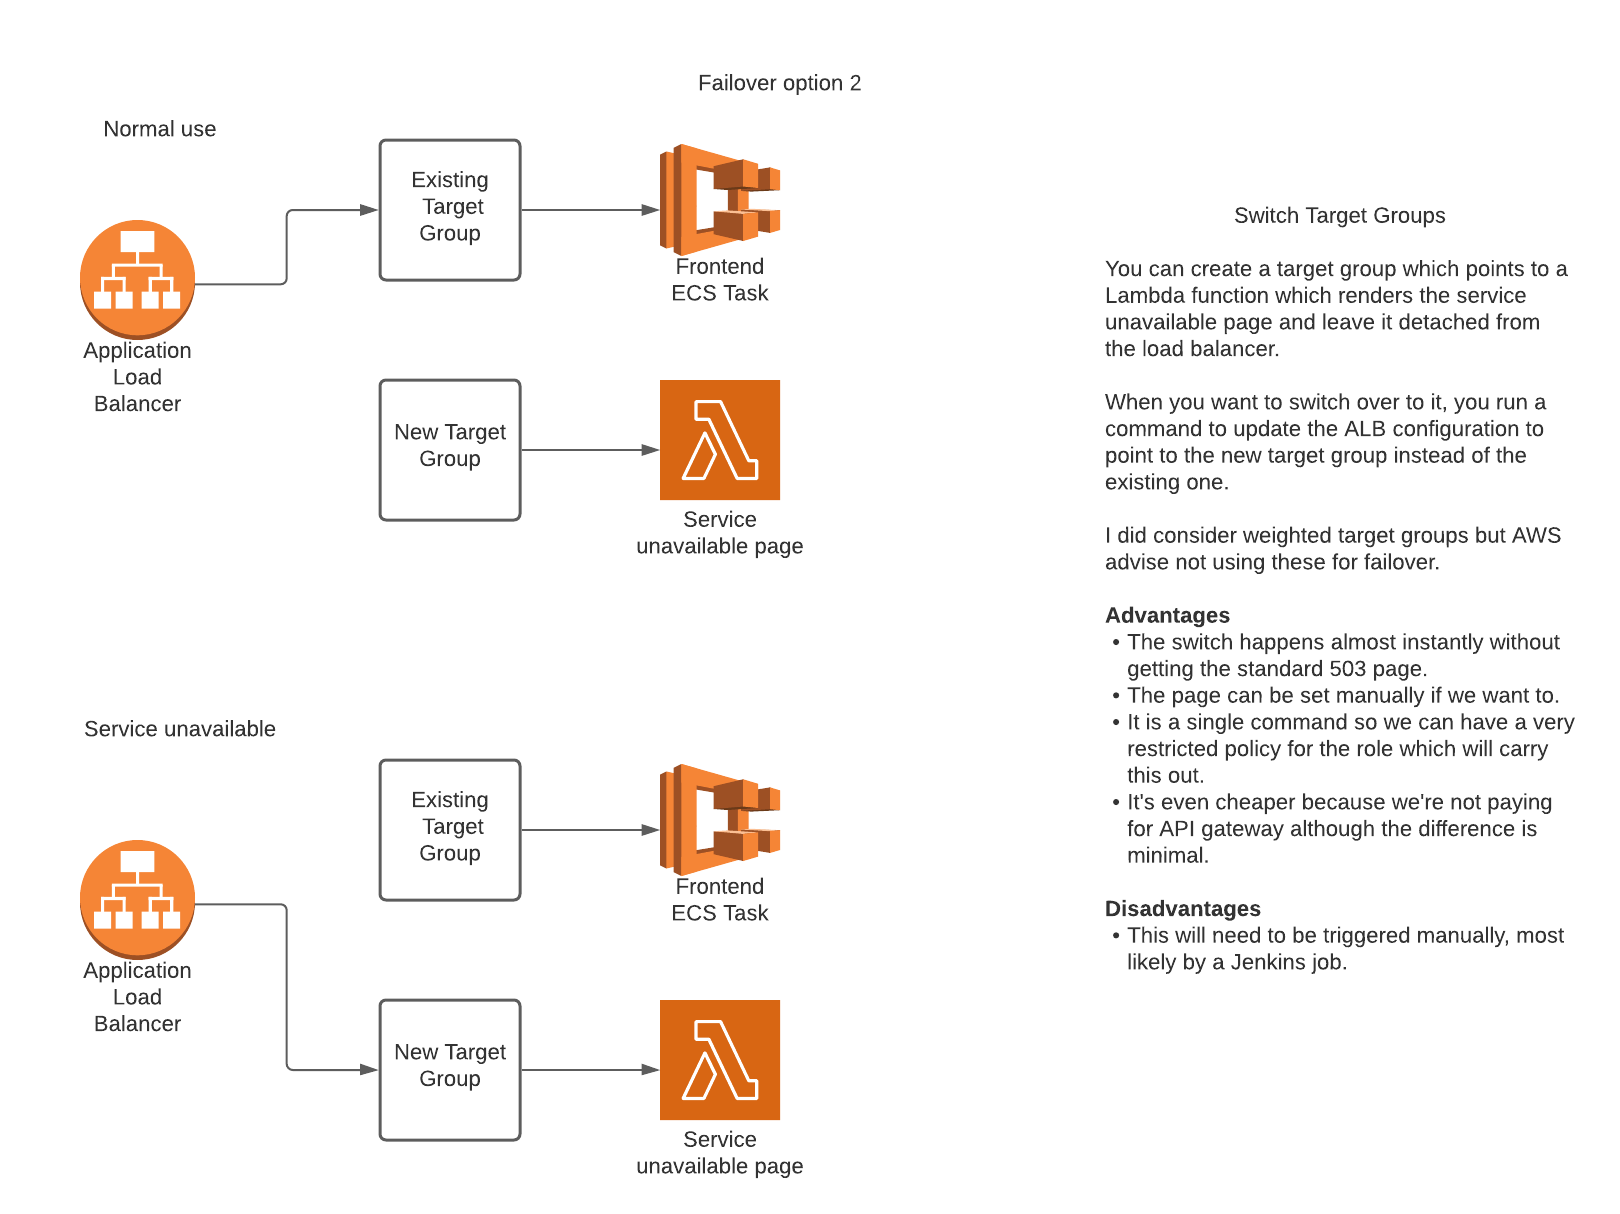 Failover option 2
Normal use
Existing
Target
Group
Frontend
ECS Task
Application
Load
Balancer
New Target
Group
Service
unavailable page
Service unavailable
Existing
Target
Group
Frontend
ECS Task
Application
Load
Balancer
New Target
Group
Service
unavailable page
Switch Target Groups
You can create a target group which points to a
Lambda function which renders the service
unavailable page and leave it detached from
the load balancer.
When you want to switch over to it, you run a
command to update the ALB configuration to
point to the new target group instead of the
existing one.
I did consider weighted target groups but AWS
advise not using these for failover.
Advantages
• The switch happens almost instantly without
getting the standard 503 page.
• The page can be set manually if we want to.
• It is a single command so we can have a very
restricted policy for the role which will carry
this out.
• It's even cheaper because we're not paying
for API gateway although the difference is
minimal.
Disadvantages
• This will need to be triggered manually, most
likely by a Jenkins job.